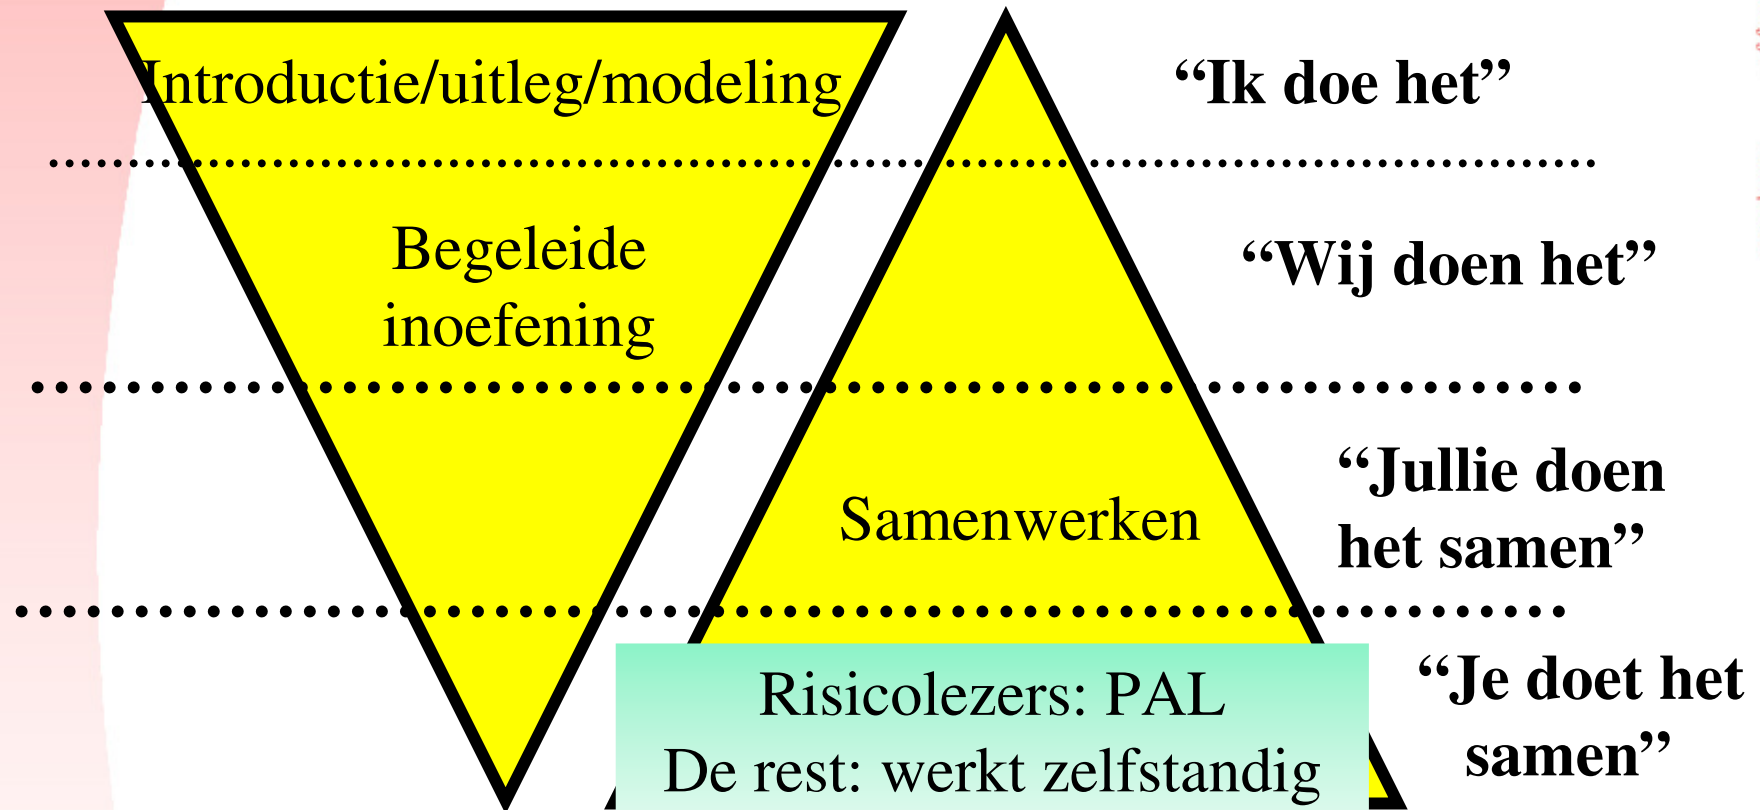 Introductie/uitleg/modeling
“Ik doe het”
Begeleide
inoefening
“Wij doen het”
Samenwerken
“Jullie doen
het samen”
Risicolezers: PAL
De rest: werkt zelfstandig
“Je doet het
samen”